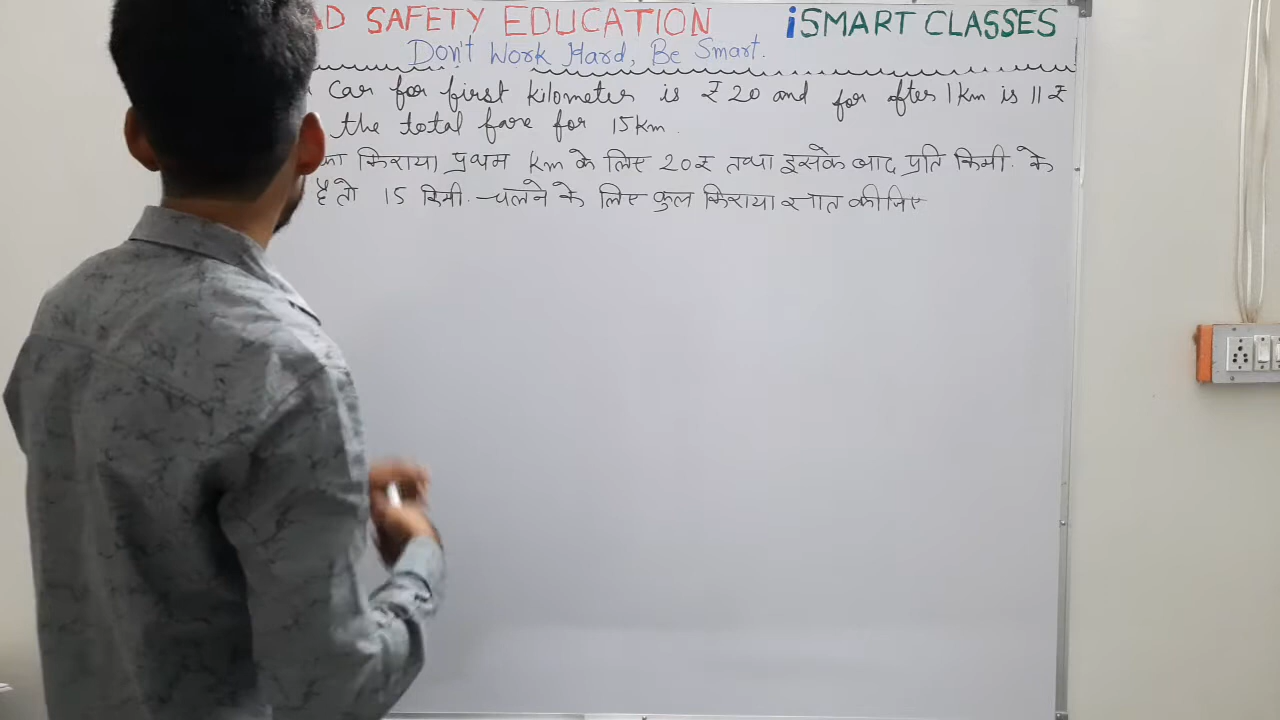 AD SAFETY EDUCATION iSMART CLASSES
Don't Work Hard, Be Smart.
Car for first kilometer is ₹20 and for after 1km is 11₹
the total fare for 15km.
का किराया प्रथम km के लिए 20₹ तथा इसके बाद प्रति किमी. के
है तो 15 किमी. चलने के लिए कुल किराया ज्ञात कीजिए